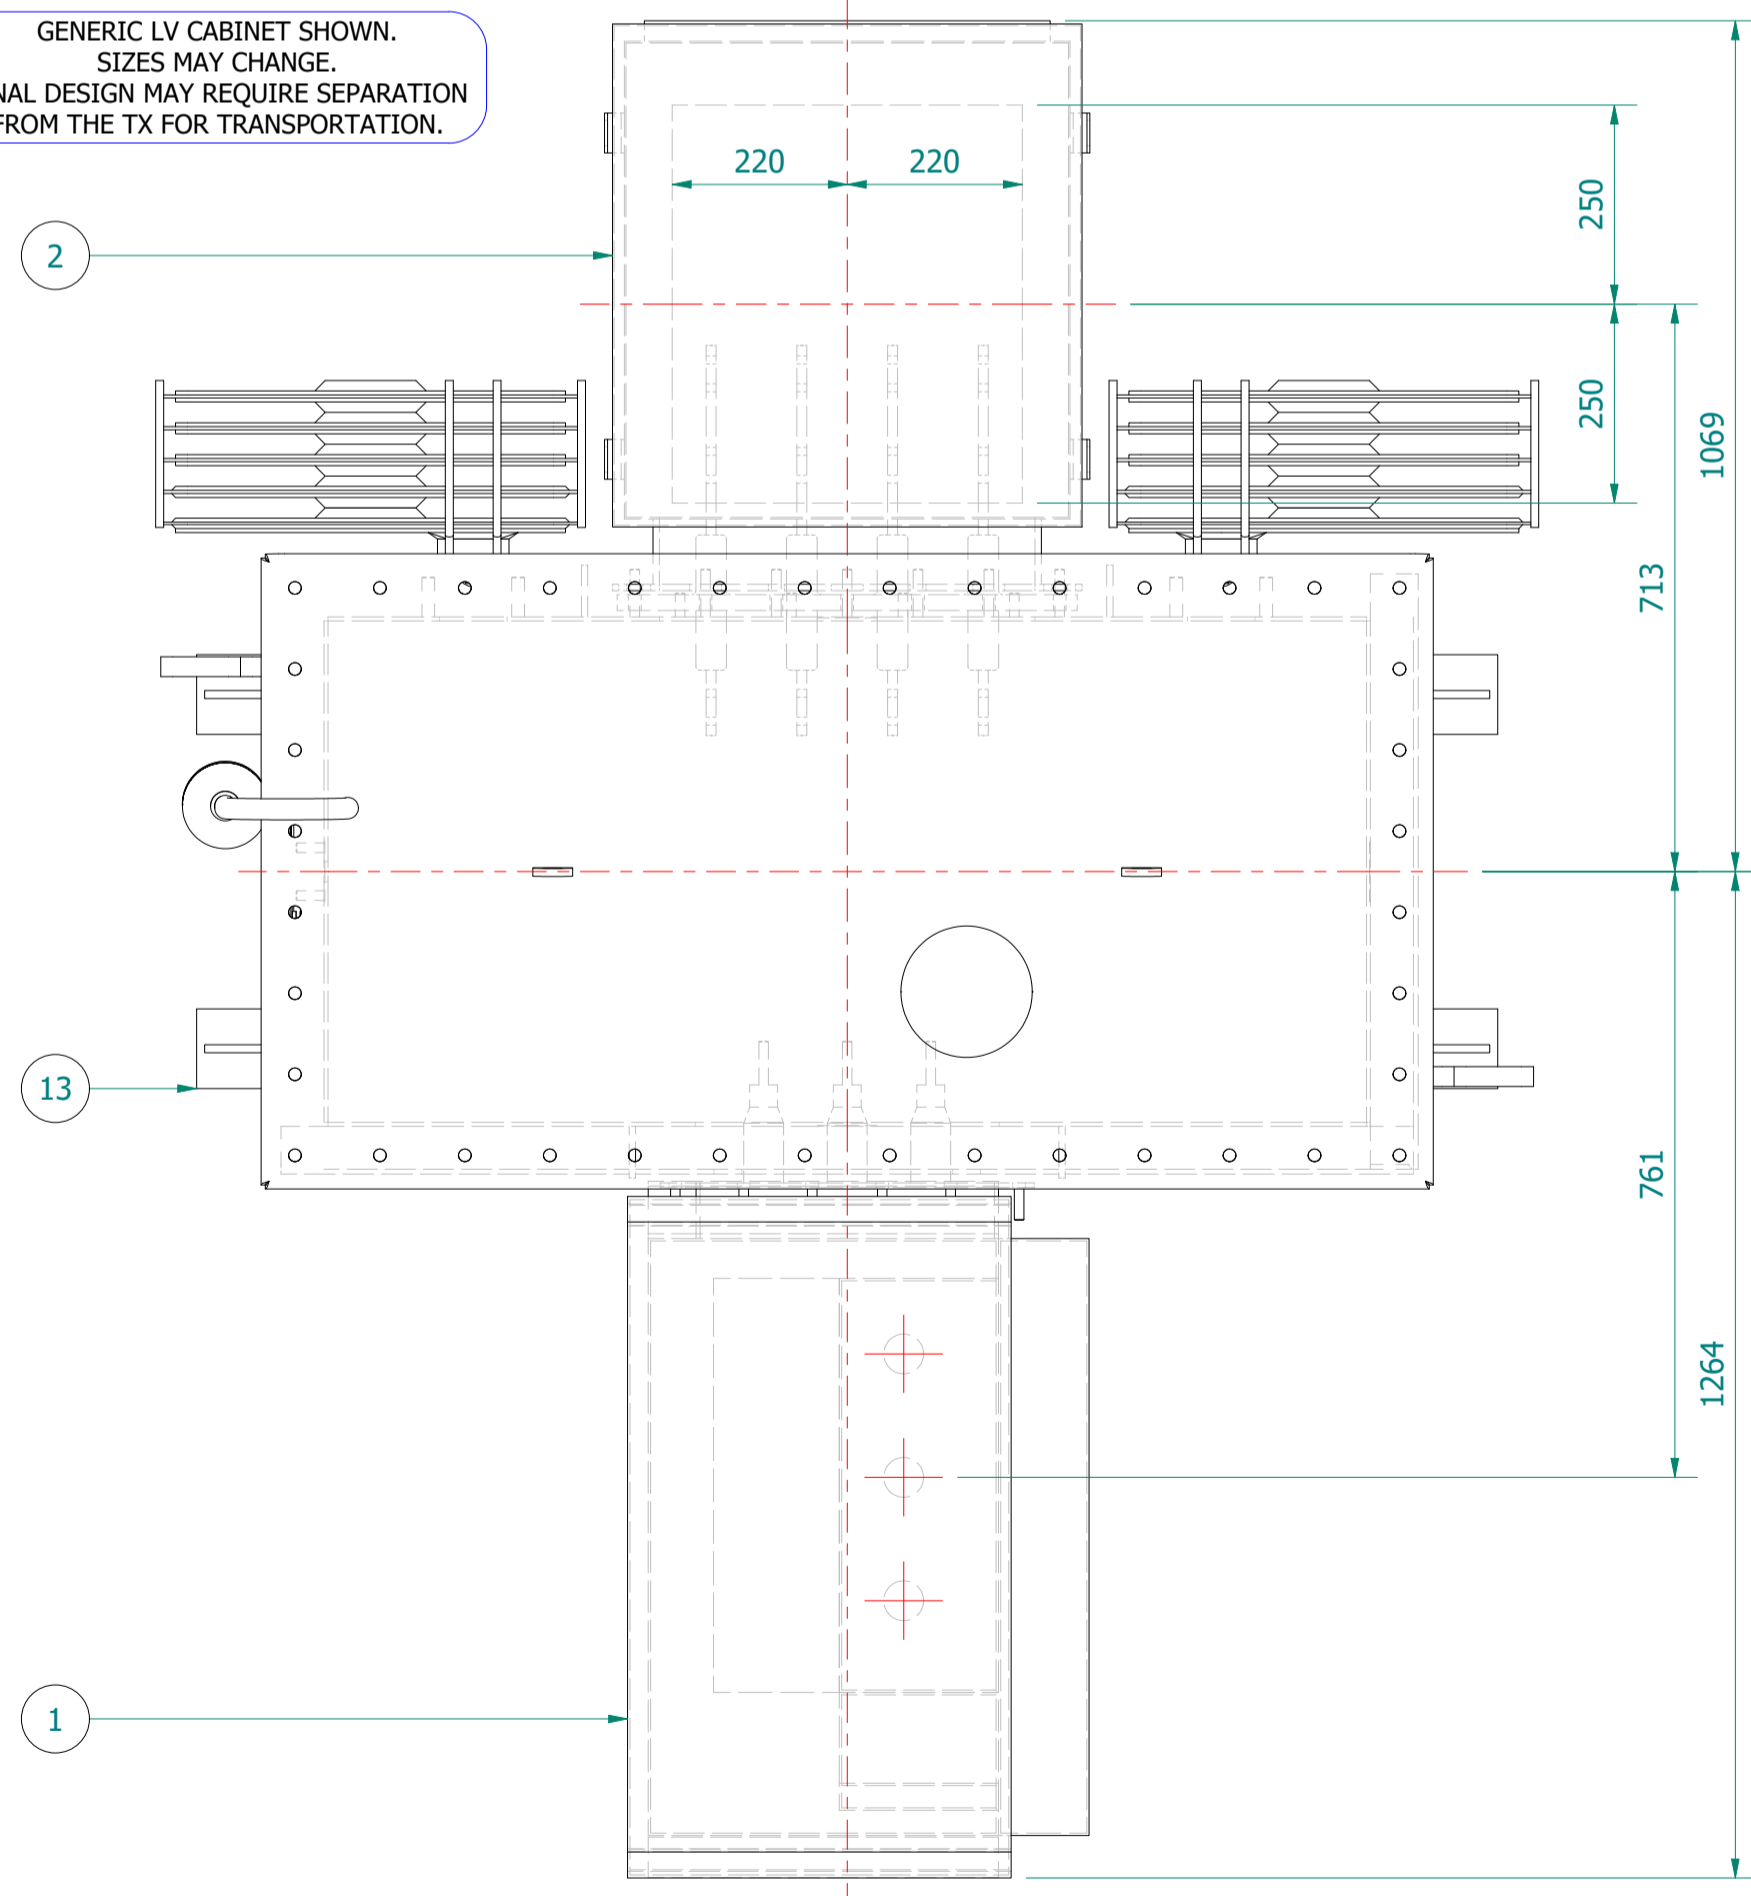 GENERIC LV CABINET SHOWN.
SIZES MAY CHANGE.
NAL DESIGN MAY REQUIRE SEPARATION
FROM THE TX FOR TRANSPORTATION.
220
220
250
2
250
1069
713
13
761
1264
1